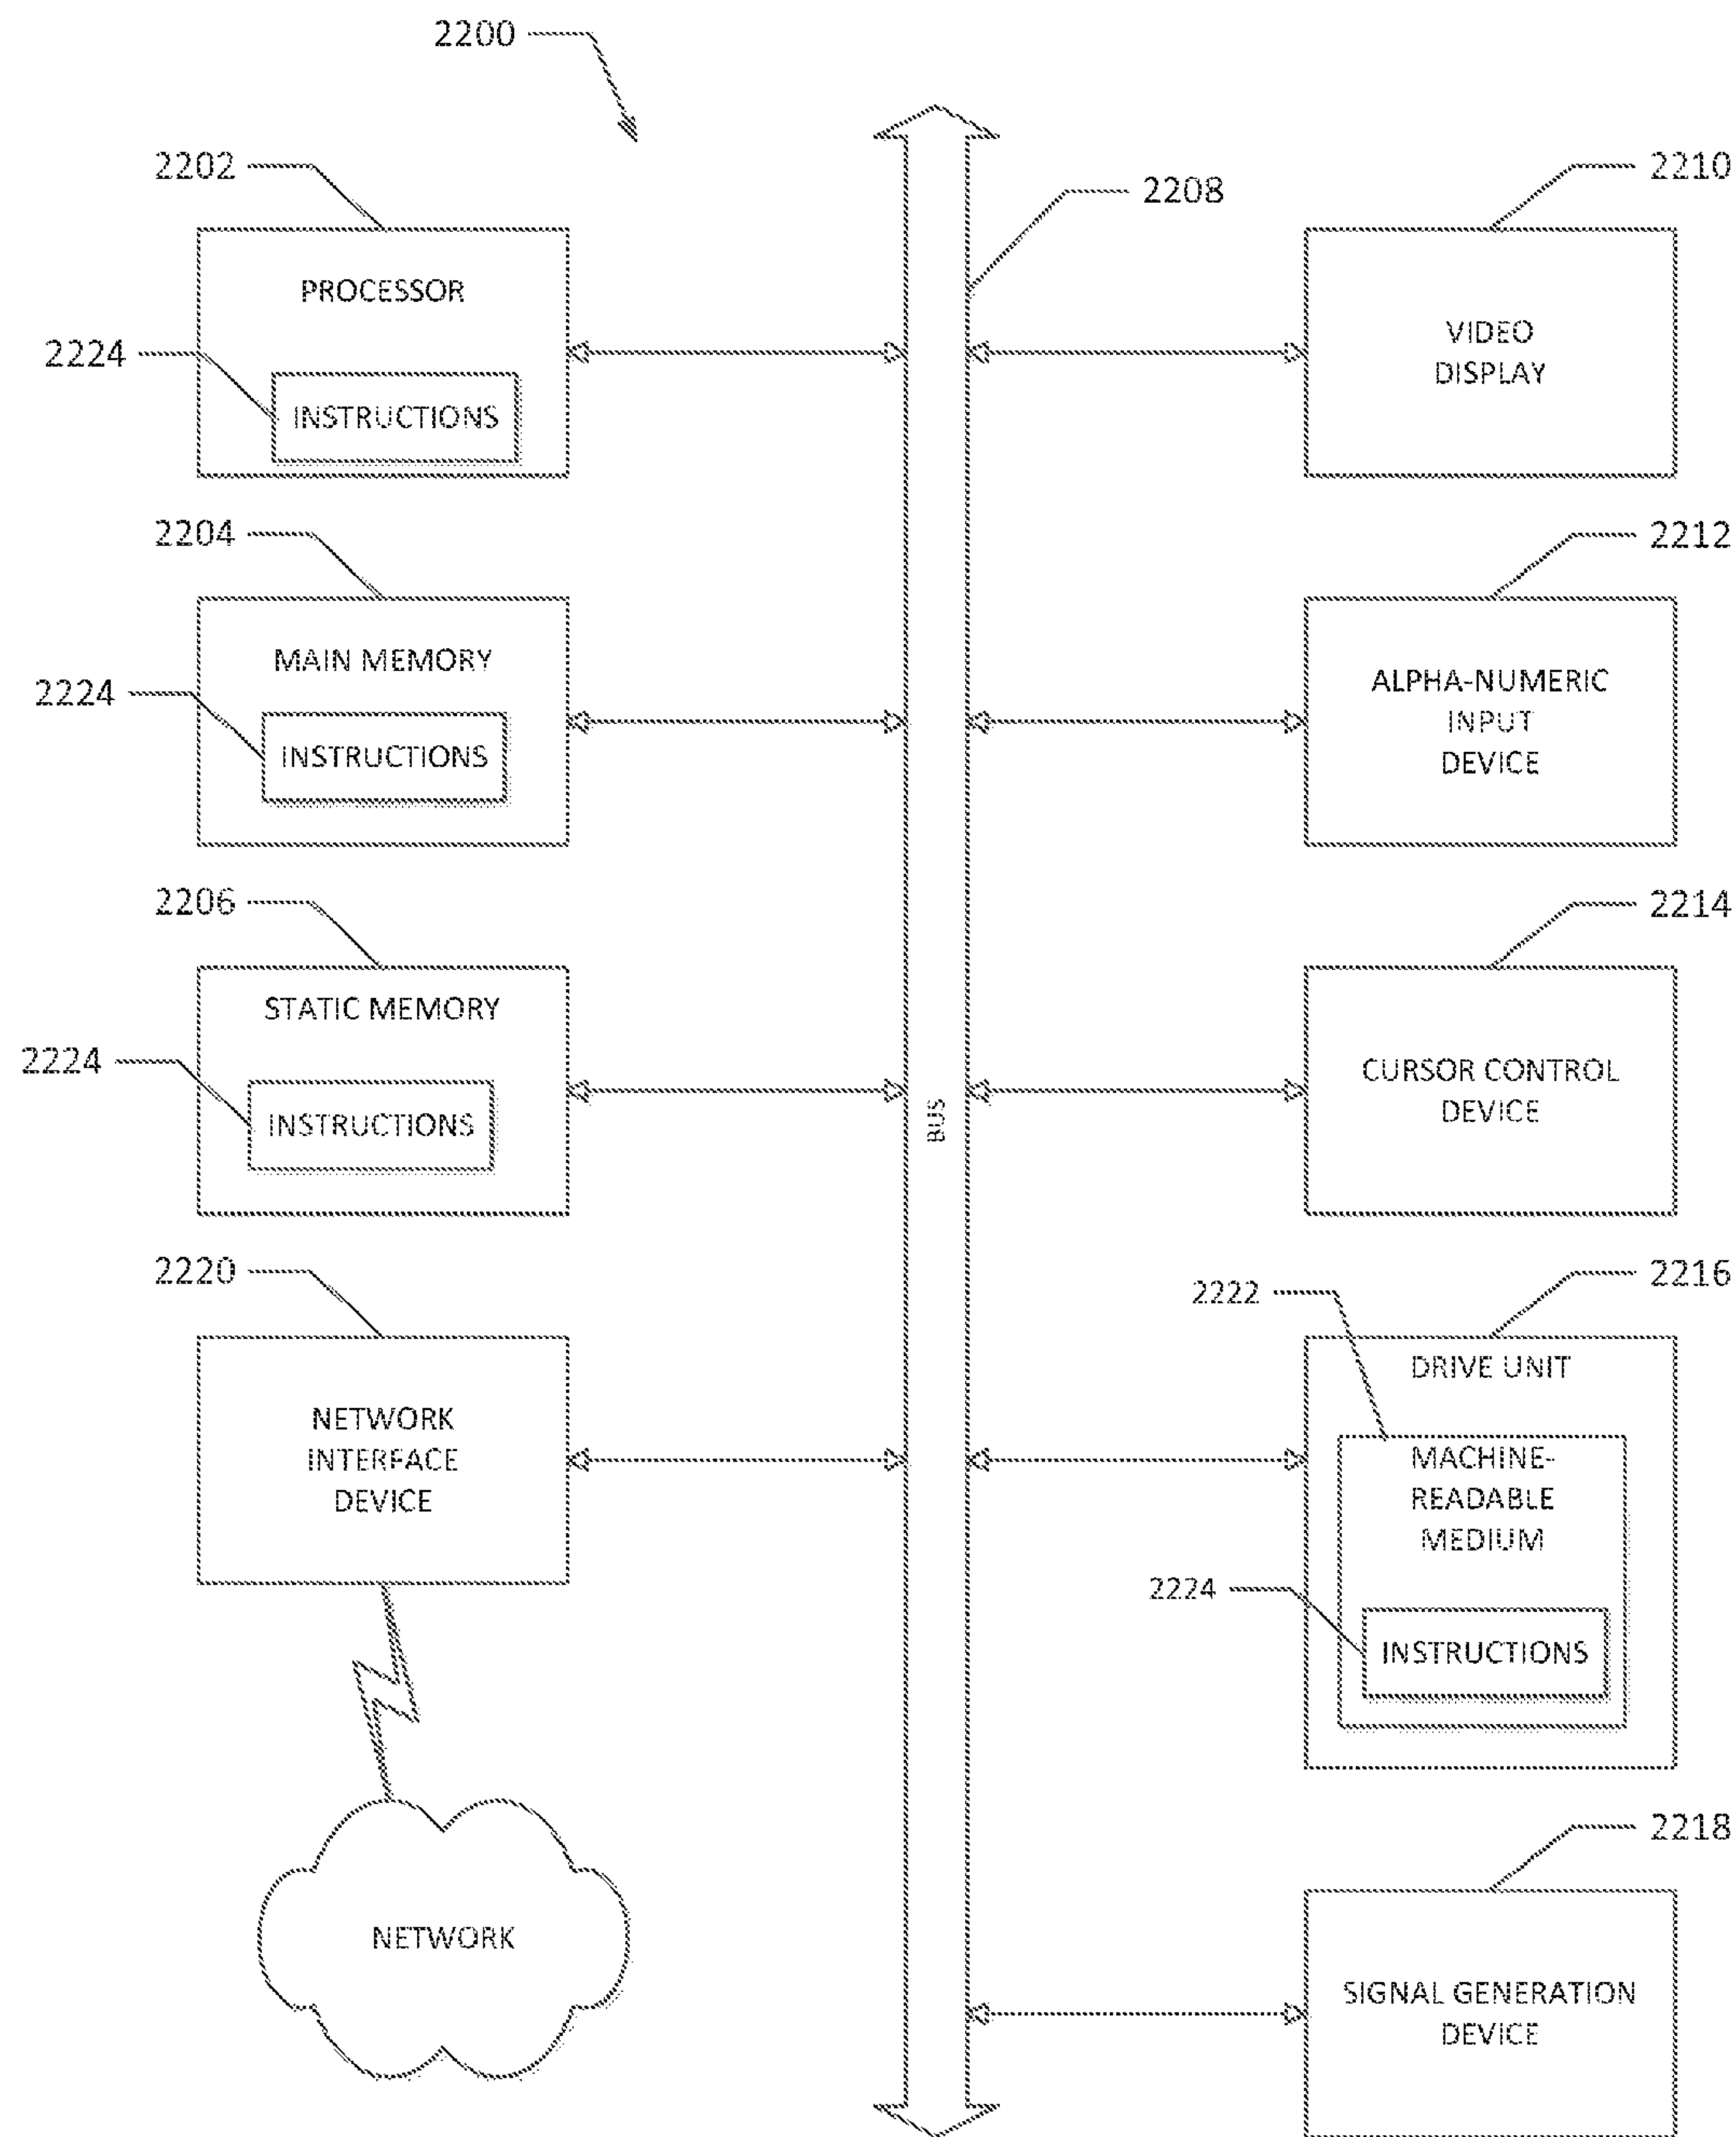 2200
2202
PROCESSOR
2224
INSTRUCTIONS
2204
MAIN MEMORY
2224
INSTRUCTIONS
2206
STATIC MEMORY
2224
INSTRUCTIONS
2220
NETWORK
INTERFACE
DEVICE
NETWORK
2208
BUS
2210
VIDEO
DISPLAY
2212
ALPHA-NUMERIC
INPUT
DEVICE
2214
CURSOR CONTROL
DEVICE
2216
DRIVE UNIT
2222
MACHINE-
READABLE
MEDIUM
2224
INSTRUCTIONS
2218
SIGNAL GENERATION
DEVICE